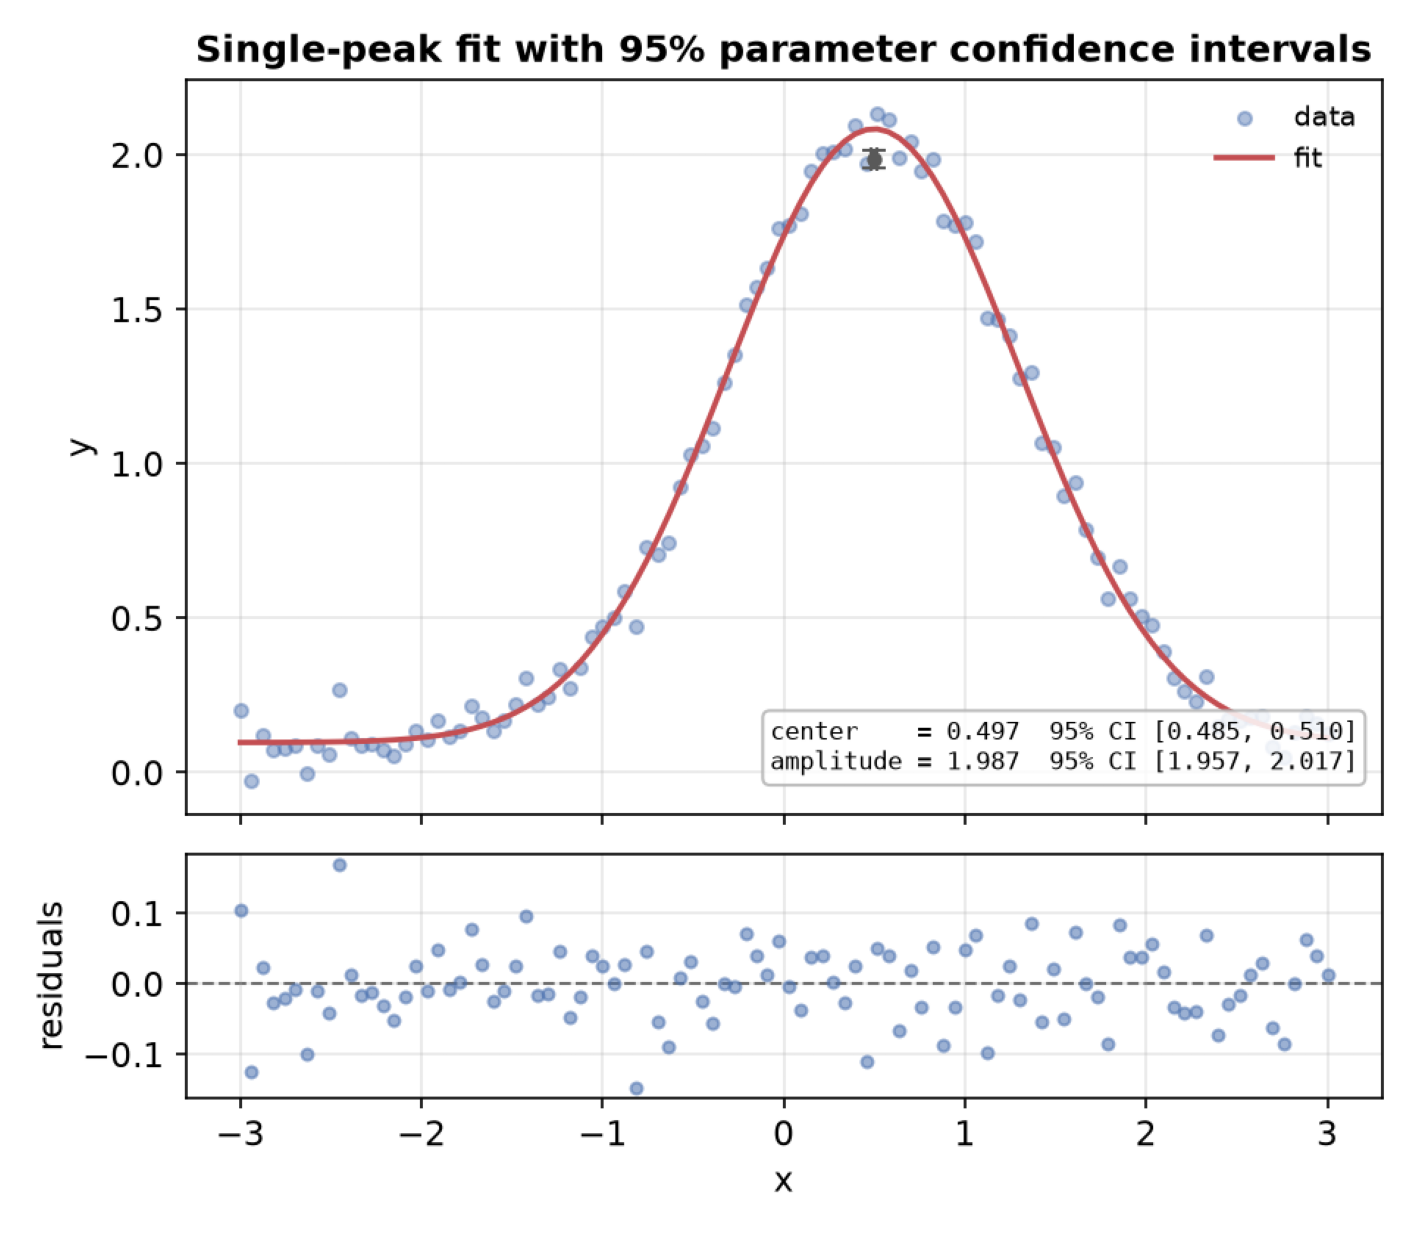 Single-peak fit with 95% parameter confidence intervals
data
fit
2.0
1.5
1.0
0.5
0.0
y
center    = 0.497  95% CI [0.485, 0.510]
amplitude = 1.987  95% CI [1.957, 2.017]
0.1
0.0
−0.1
residuals
−3 −2 −1 0 1 2 3
x